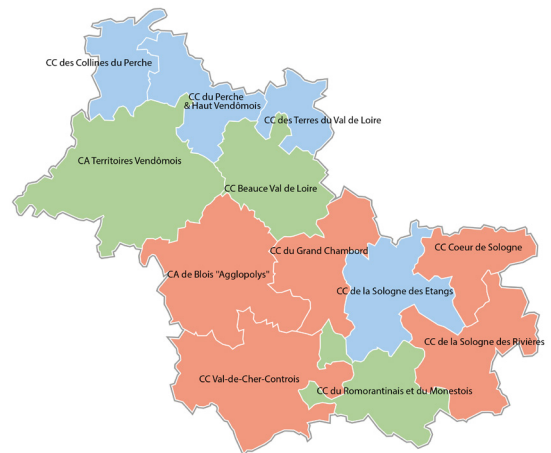 CC des Collines du Perche
CC du Perche
& Haut Vendômois
CC des Terres du Val de Loire
CA Territoires Vendômois
CC Beauce Val de Loire
CC du Grand Chambord
CC Coeur de Sologne
CA de Blois "Agglopolys"
CC de la Sologne des Etangs
CC de la Sologne des Rivières
CC Val-de-Cher-Controis
CC du Romorantinais et du Monestois